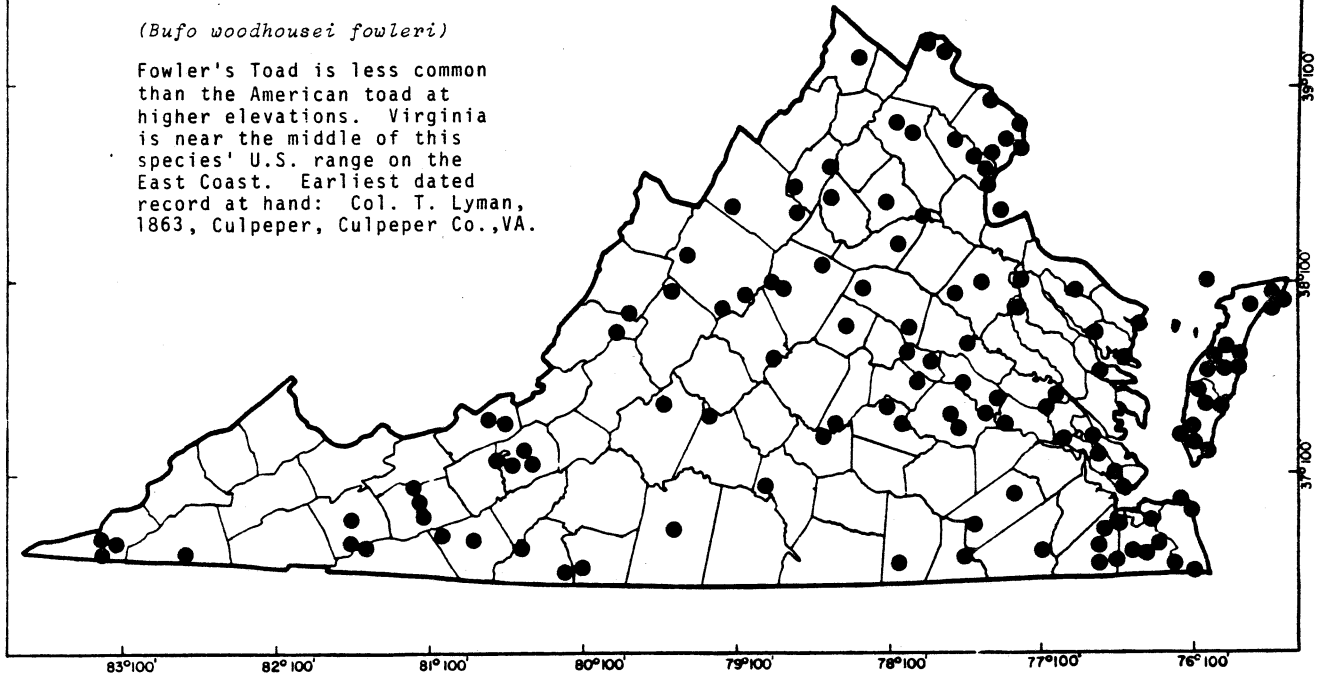 (Bufo woodhousei fowleri)
Fowler's Toad is less common
than the American toad at
higher elevations. Virginia
is near the middle of this
species' U.S. range on the
East Coast. Earliest dated
record at hand: Col. T. Lyman,
1863, Culpeper, Culpeper Co.,VA.
39°00'
38°00'
37°00'
83°00'
82°00'
81°00'
80°00'
79°00'
78°00'
77°00'
76°00'